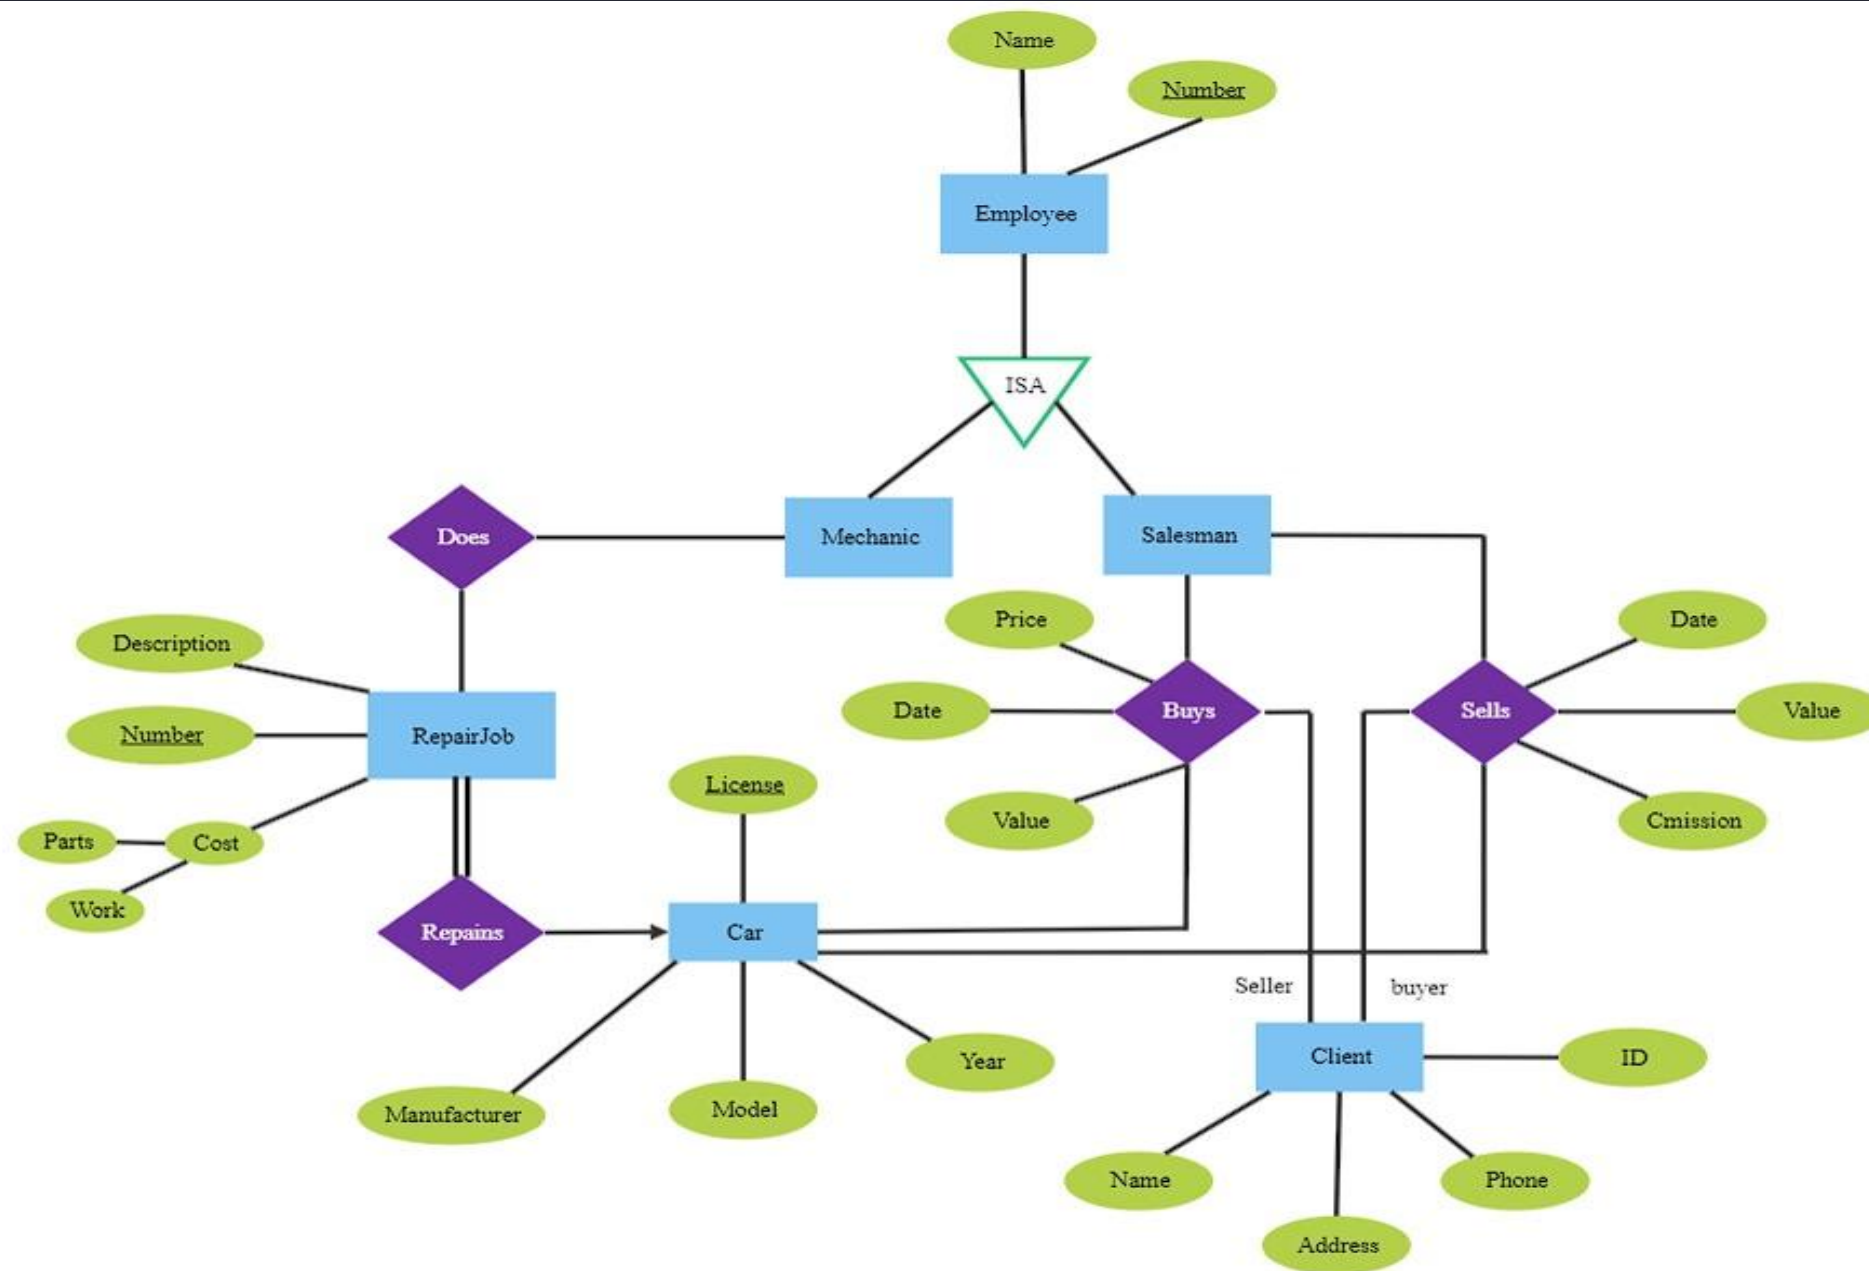 Name
Number
Employee
ISA
Does
Mechanic
Salesman
Description
Price
Date
Number
RepairJob
Date
Buys
Sells
Value
License
Parts
Cost
Value
Cmission
Work
Repains
Car
Seller
buyer
Manufacturer
Model
Year
Client
ID
Name
Phone
Address